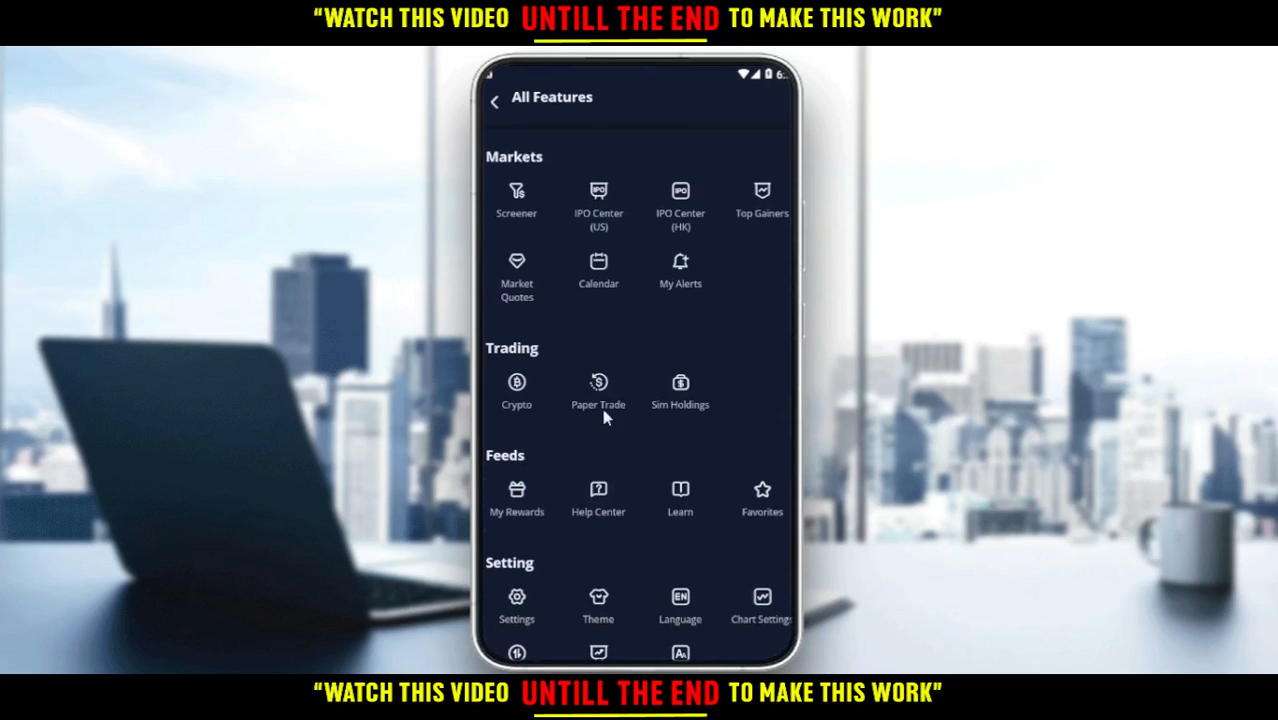 “WATCH THIS VIDEO UNTILL THE END TO MAKE THIS WORK”
6:
All Features
Markets
Screener
IPO Center (US)
IPO Center (HK)
Top Gainers
Market Quotes
Calendar
My Alerts
Trading
Crypto
Paper Trade
Sim Holdings
Feeds
My Rewards
Help Center
Learn
Favorites
Setting
Settings
Theme
Language
Chart Setting
“WATCH THIS VIDEO UNTILL THE END TO MAKE THIS WORK”